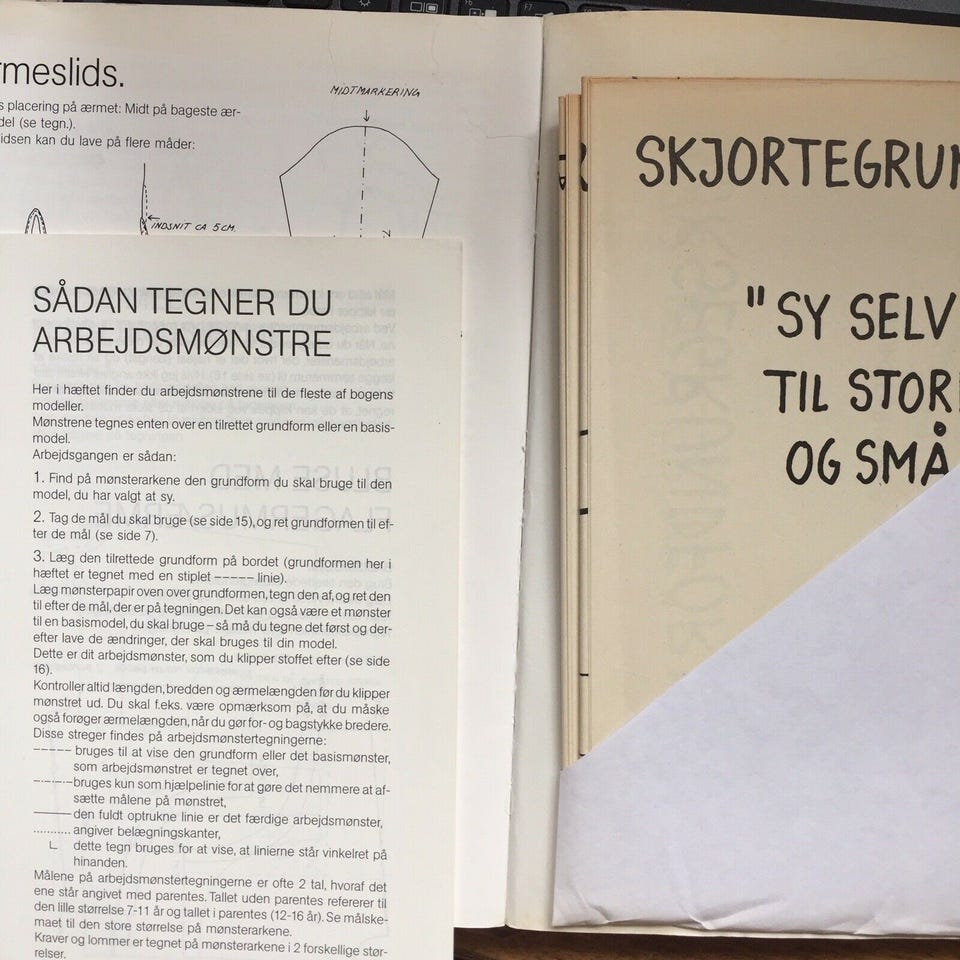 rmeslids.
s placering på ærmet: Midt på bageste ær-
del (se tegn.).
idsen kan du lave på flere måder:
MIDTMARKERING
INDSNIT CA 5CM.
SÅDAN TEGNER DU
ARBEJDSMØNSTRE
Her i hæftet finder du arbejdsmønstrene til de fleste af bogens
modeller.
Mønstrene tegnes enten over en tilrettet grundform eller en basis-
model.
Arbejdsgangen er sådan:
1. Find på mønsterarkene den grundform du skal bruge til den
model, du har valgt at sy.
2. Tag de mål du skal bruge (se side 15), og ret grundformen til ef-
ter de mål (se side 7).
3. Læg den tilrettede grundform på bordet (grundformen her i
hæftet er tegnet med en stiplet ----- linie).
Læg mønsterpapir oven over grundformen, tegn den af, og ret den
til efter de mål, der er på tegningen. Det kan også være et mønster
til en basismodel, du skal bruge – så må du tegne det først og der-
efter lave de ændringer, der skal bruges til din model.
Dette er dit arbejdsmønster, som du klipper stoffet efter (se side
16).
Kontroller altid længden, bredden og ærmelængden før du klipper
mønstret ud. Du skal f.eks. være opmærksom på, at du måske
også forøger ærmelængden, når du gør for- og bagstykke bredere.
Disse streger findes på arbejdsmønstertegningerne:
----- bruges til at vise den grundform eller det basismønster,
som arbejdsmønstret er tegnet over,
-·-·-·- bruges kun som hjælpelinie for at gøre det nemmere at af-
sætte målene på mønstret,
——— den fuldt optrukne linie er det færdige arbejdsmønster,
........... angiver belægningskanter,
∟ dette tegn bruges for at vise, at linierne står vinkelret på
hinanden.
Målene på arbejdsmønstertegningerne er ofte 2 tal, hvoraf det
ene står angivet med parentes. Tallet uden parentes refererer til
den lille størrelse 7-11 år og tallet i parentes (12-16 år). Se målske-
maet til den store størrelse på mønsterarkene.
Kraver og lommer er tegnet på mønsterarkene i 2 forskellige stør-
relser.
SKJORTEGRUN
"SY SELV
TIL STOR
OG SMÅ